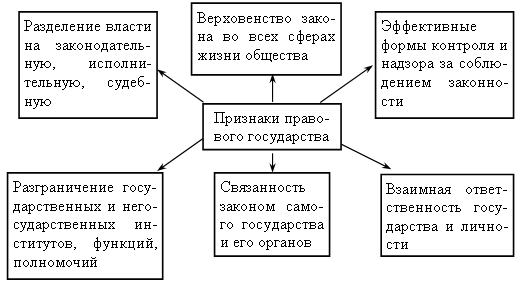 Разделение власти
на законодатель-
ную, исполни-
тельную, судеб-
ную
Верховенство зако-
на во всех сферах
жизни общества
Эффективные
формы контроля и
надзора за соблю-
дением законно-
сти
Признаки право-
вого государства
Разграничение госу-
дарственных и него-
сударственных ин-
ститутов, функций,
полномочий
Связанность
законом само-
го государства
и его органов
Взаимная ответ-
ственность госу-
дарства и лично-
сти